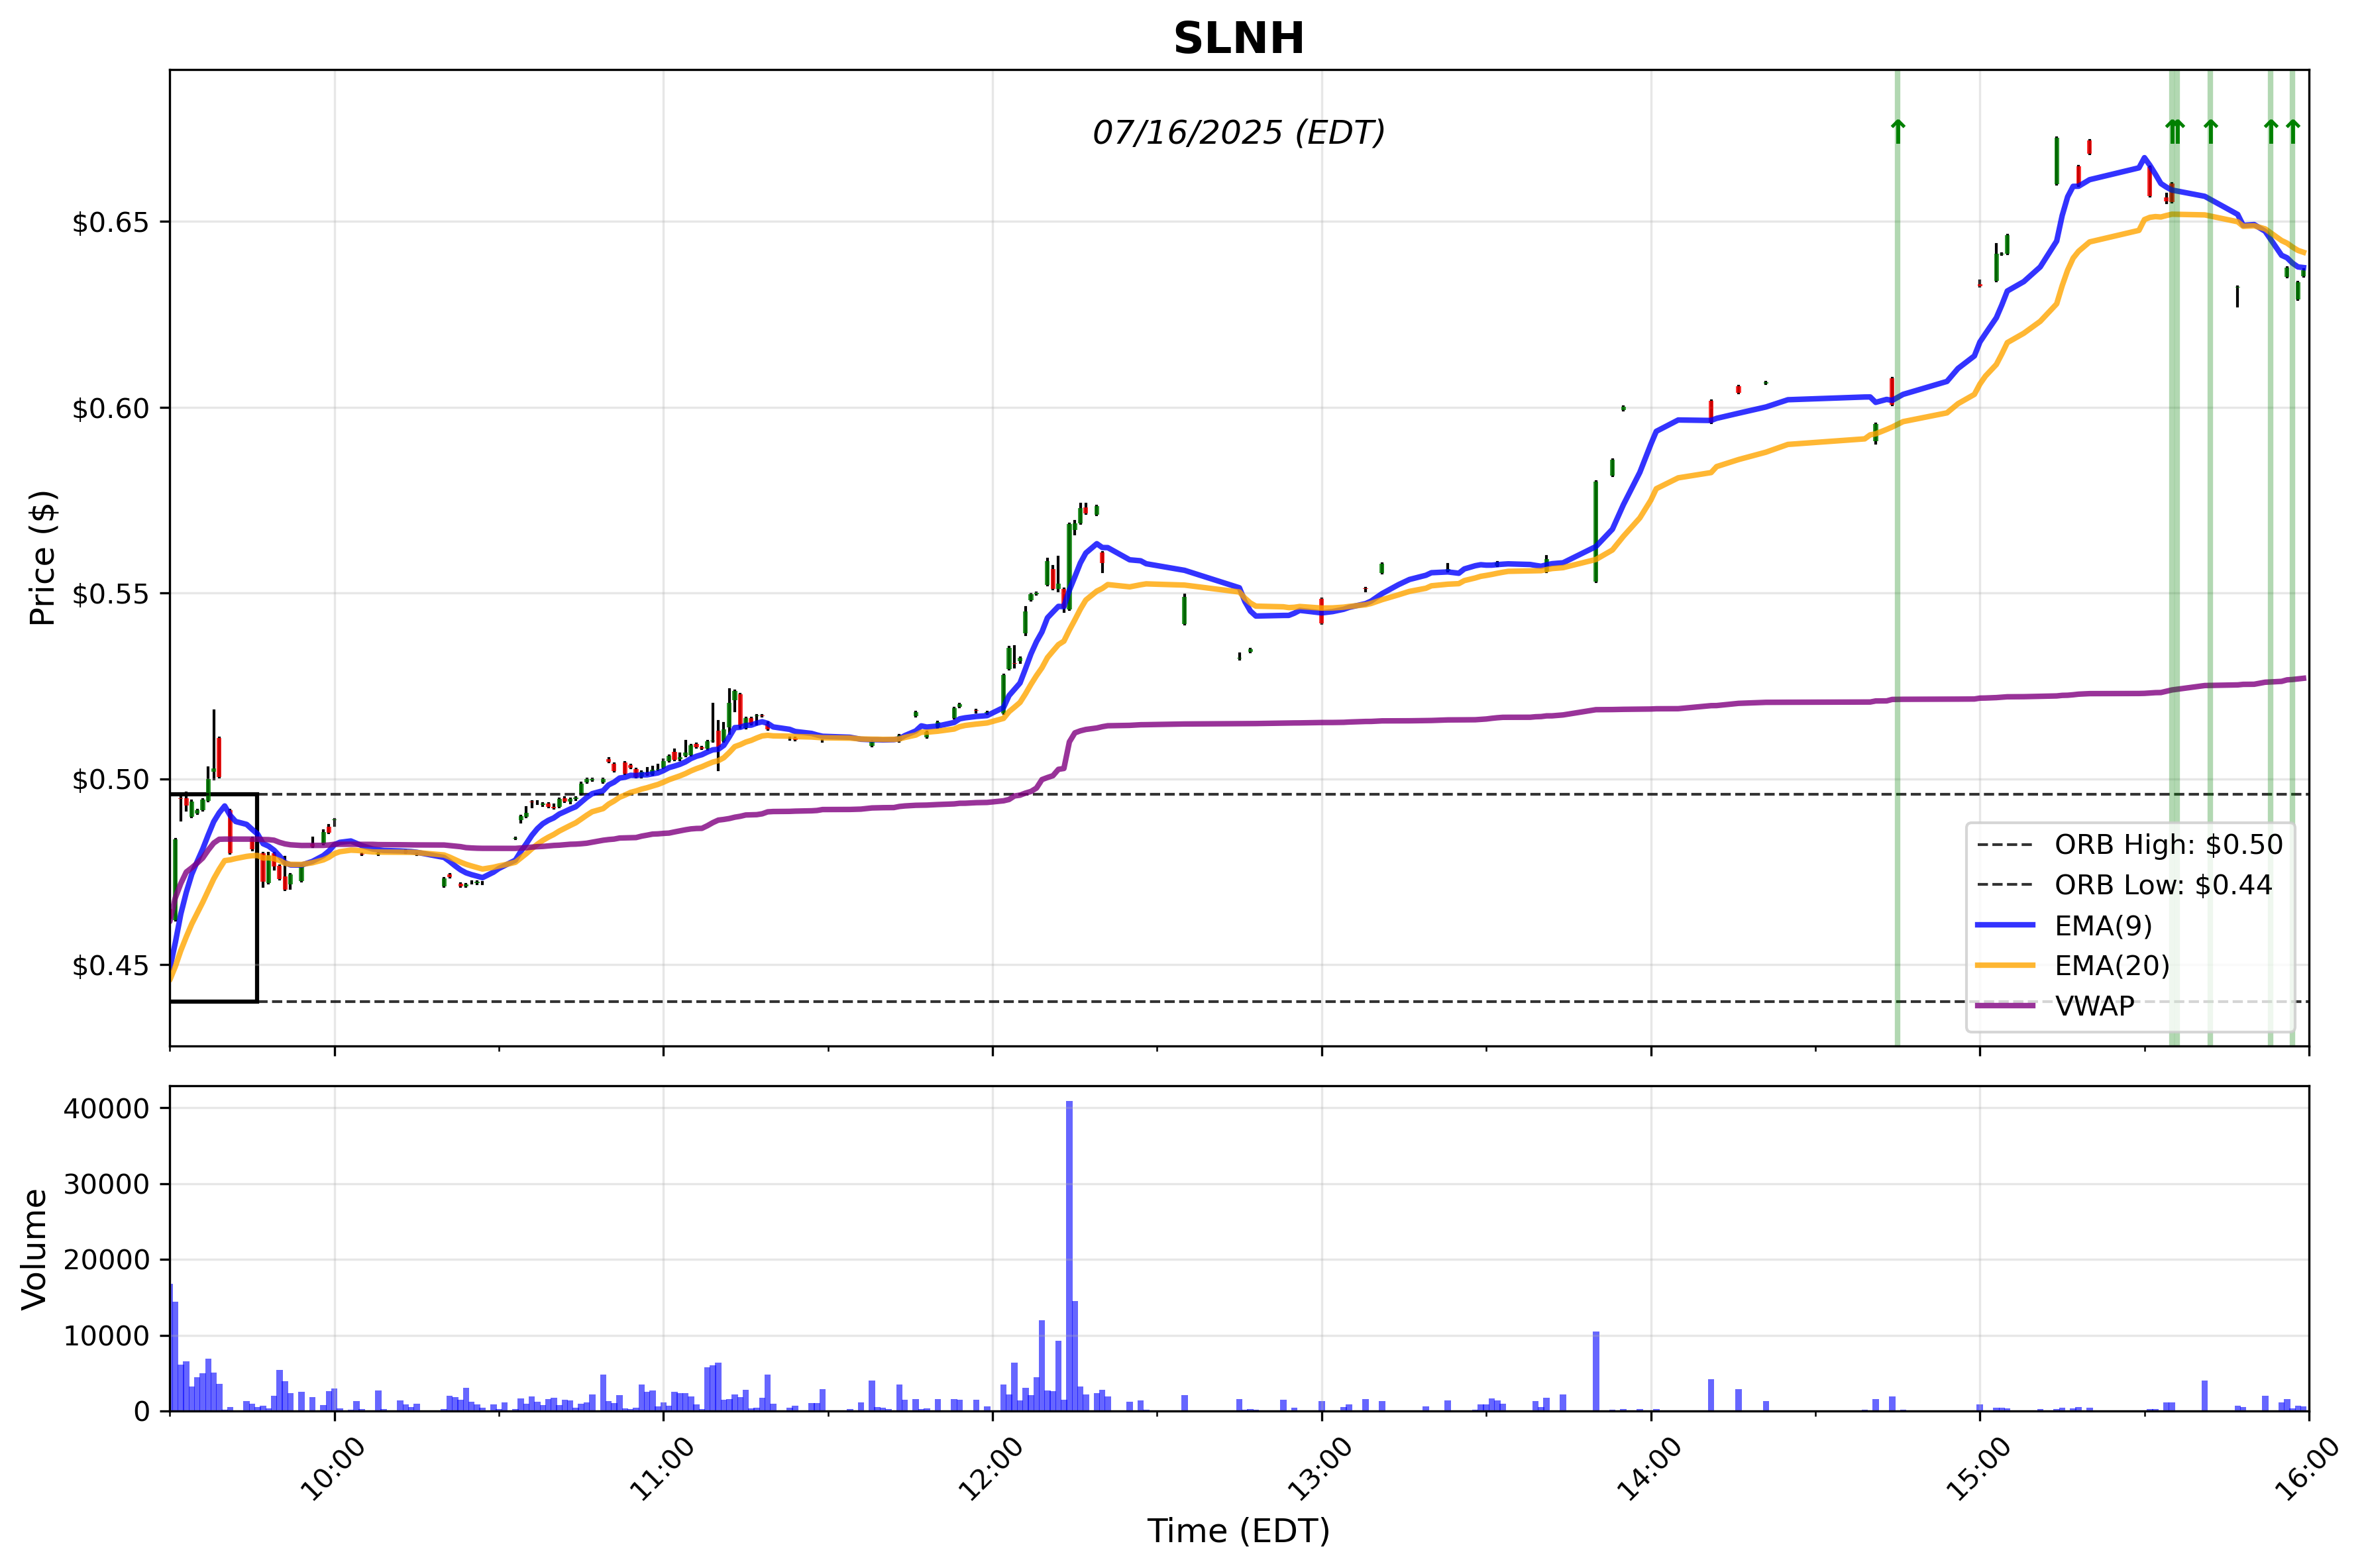 SLNH
07/16/2025 (EDT)
Price ($)
$0.65
$0.60
$0.55
$0.50
$0.45
ORB High: $0.50
ORB Low: $0.44
EMA(9)
EMA(20)
VWAP
Volume
40000
30000
20000
10000
0
10:00
11:00
12:00
13:00
14:00
15:00
16:00
Time (EDT)